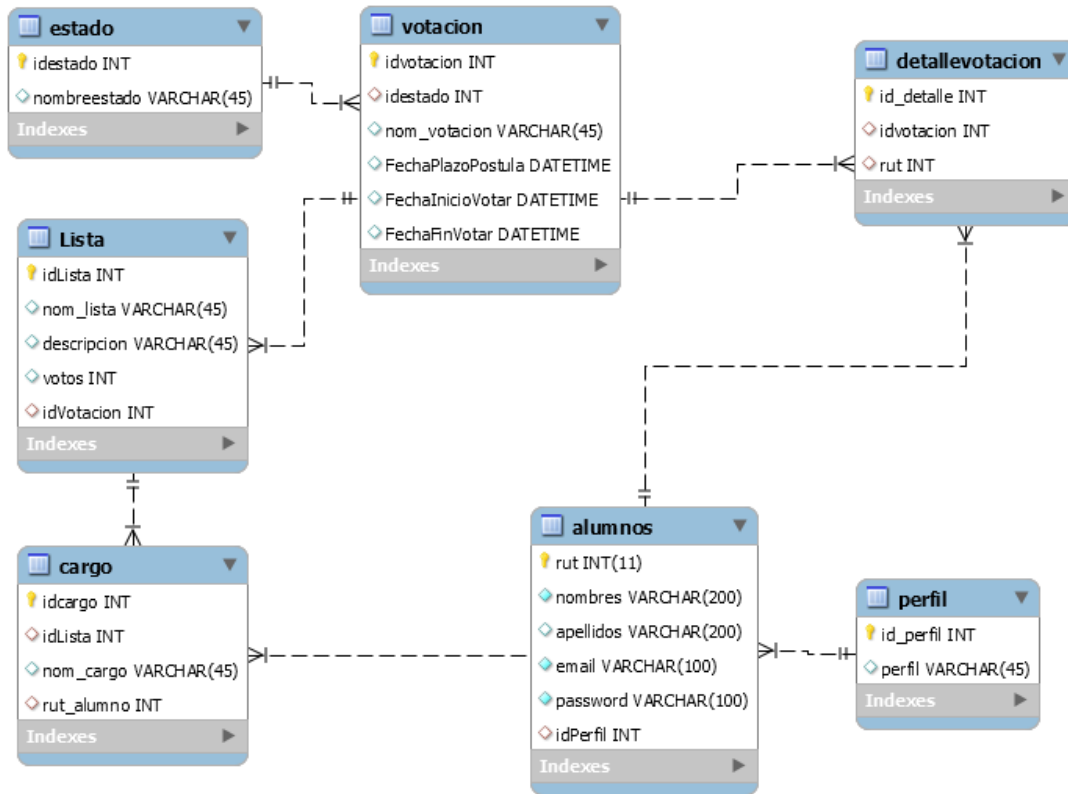 estado
idestado INT
nombreestado VARCHAR(45)
Indexes
votacion
idvotacion INT
idestado INT
nom_votacion VARCHAR(45)
FechaPlazoPostula DATETIME
FechaInicioVotar DATETIME
FechaFinVotar DATETIME
Indexes
detallevotacion
id_detalle INT
idvotacion INT
rut INT
Indexes
Lista
idLista INT
nom_lista VARCHAR(45)
descripcion VARCHAR(45)
votos INT
idVotacion INT
Indexes
cargo
idcargo INT
idLista INT
nom_cargo VARCHAR(45)
rut_alumno INT
Indexes
alumnos
rut INT(11)
nombres VARCHAR(200)
apellidos VARCHAR(200)
email VARCHAR(100)
password VARCHAR(100)
idPerfil INT
Indexes
perfil
id_perfil INT
perfil VARCHAR(45)
Indexes